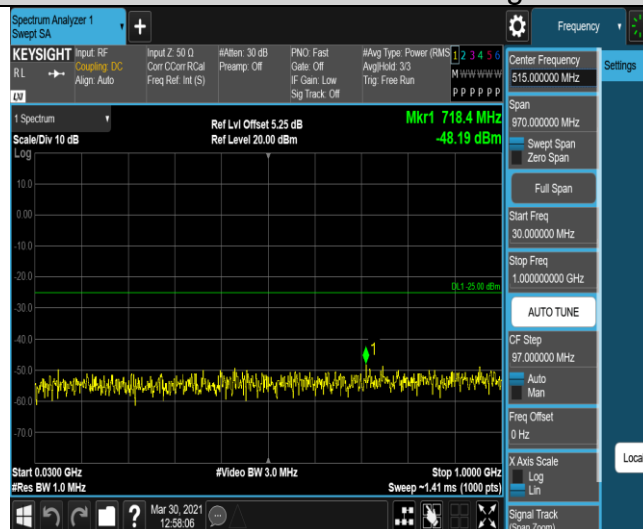 Spectrum Analyzer 1
Swept SA
+
Frequency
KEYSIGHT
RL
LXI
Input: RF
Coupling: DC
Align: Auto
Input Z: 50 Ω
Corr CCorr RCal
Freq Ref: Int (S)
#Atten: 30 dB
Preamp: Off
PNO: Fast
Gate: Off
IF Gain: Low
Sig Track: Off
#Avg Type: Power (RMS
Avg|Hold: 3/3
Trig: Free Run
1 2 3 4 5 6
M W W W W W
P P P P P P
1 Spectrum
Scale/Div 10 dB
Ref Lvl Offset 5.25 dB
Ref Level 20.00 dBm
Mkr1 718.4 MHz
-48.19 dBm
Log
10.0
0.00
-10.0
-20.0
DL1 -25.00 dBm
-30.0
-40.0
1
-50.0
-60.0
-70.0
Start 0.0300 GHz
#Res BW 1.0 MHz
#Video BW 3.0 MHz
Stop 1.0000 GHz
Sweep ~1.41 ms (1000 pts)
Mar 30, 2021
12:58:06
?
Center Frequency
515.000000 MHz
Span
970.000000 MHz
Swept Span
Zero Span
Full Span
Start Freq
30.000000 MHz
Stop Freq
1.000000000 GHz
AUTO TUNE
CF Step
97.000000 MHz
Auto
Man
Freq Offset
0 Hz
X Axis Scale
Log
Lin
Signal Track
(Span Zoom)
Settings
Local